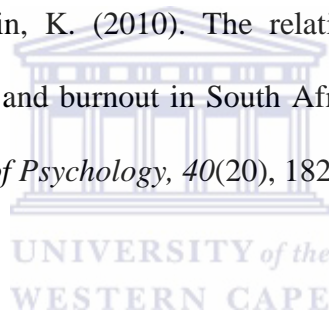 in, K. (2010). The relati
and burnout in South Afr
of Psychology, 40(20), 182
UNIVERSITY of the
WESTERN CAPE